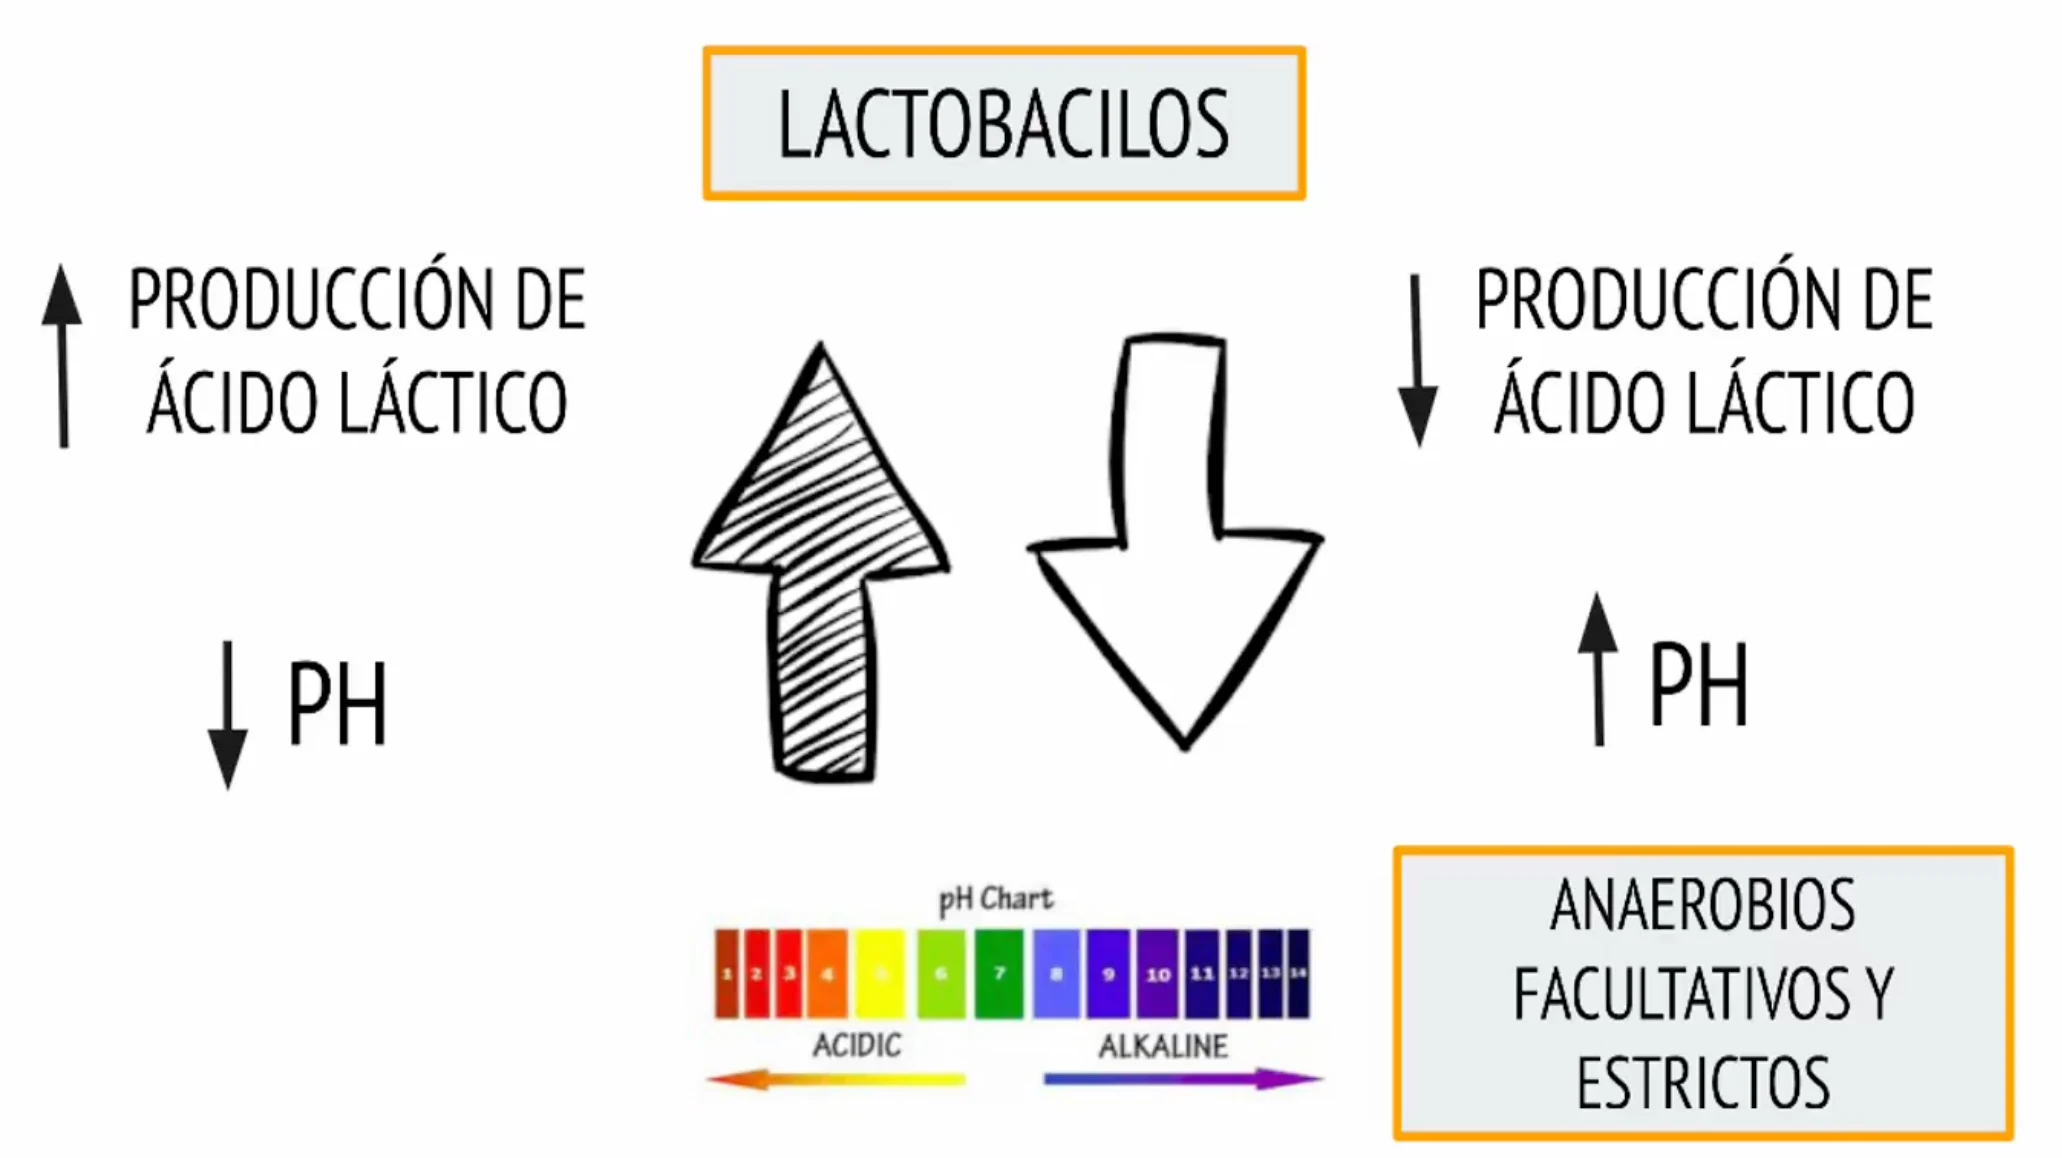 LACTOBACILOS
PRODUCCIÓN DE
ÁCIDO LÁCTICO
PH
PRODUCCIÓN DE
ÁCIDO LÁCTICO
PH
pH Chart
1 2 3 4 5 6 7 8 9 10 11 12 13 14
ACIDIC ALKALINE
ANAEROBIOS
FACULTATIVOS Y
ESTRICTOS